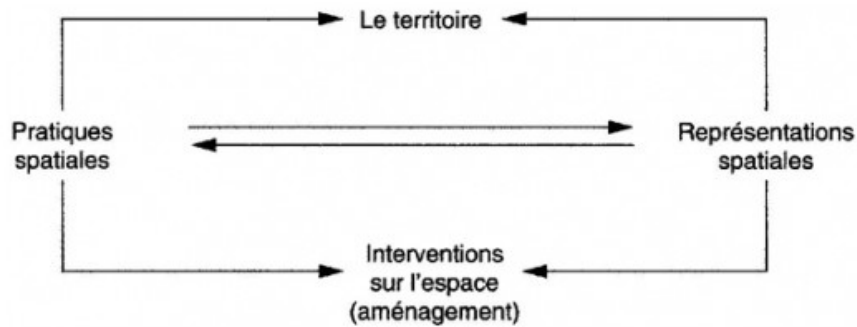 Le territoire
Pratiques
spatiales
Représentations
spatiales
Interventions
sur l'espace
(aménagement)